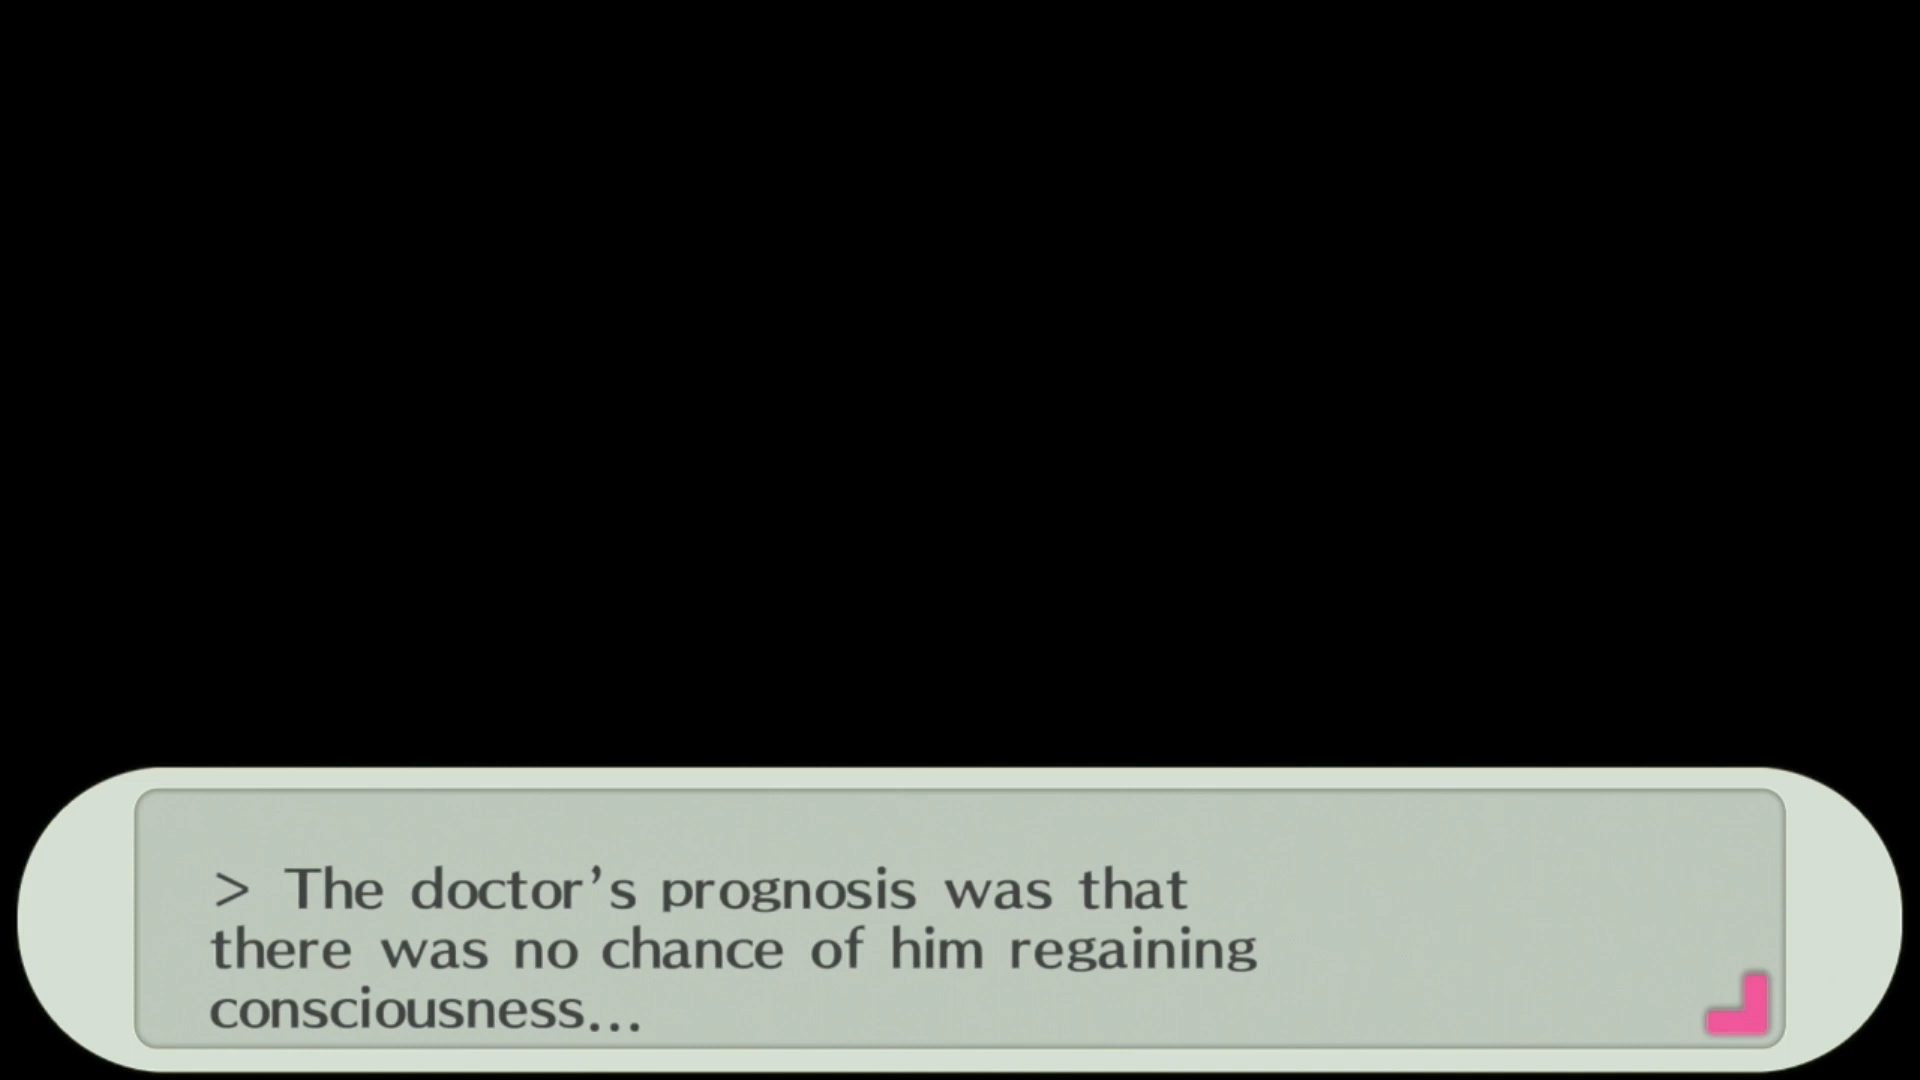 > The doctor’s prognosis was that
there was no chance of him regaining
consciousness...